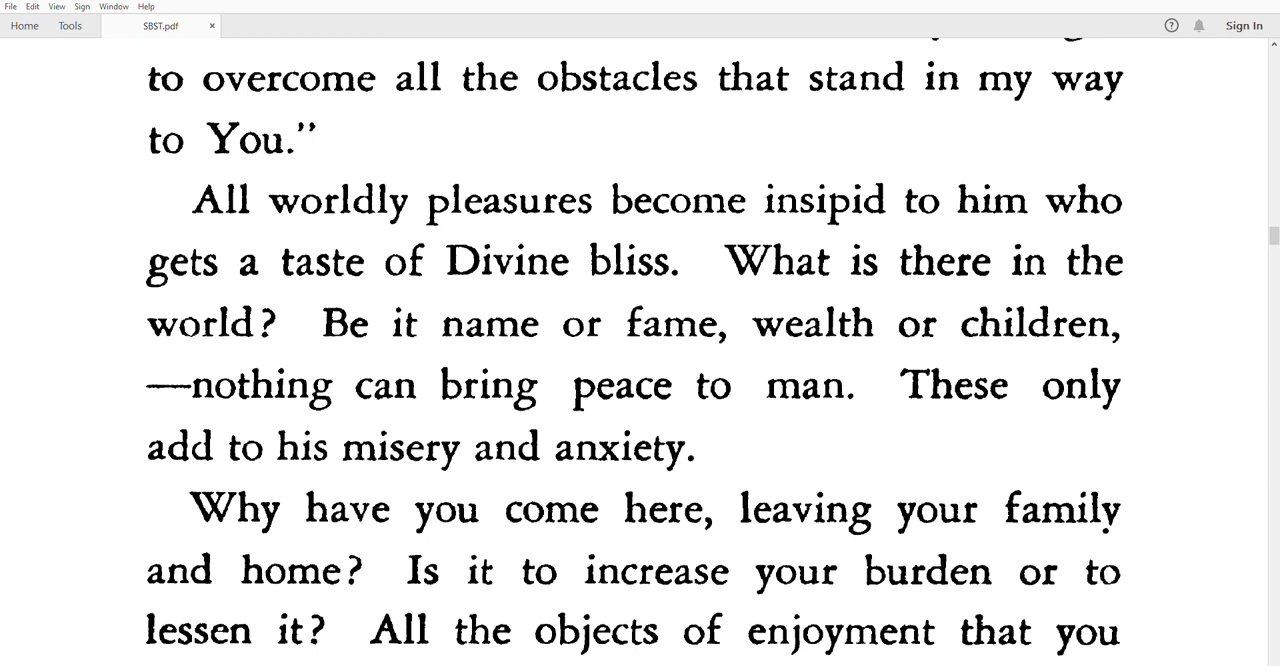 File Edit View Sign Window Help
Home Tools SBST.pdf × ? Sign In
to overcome all the obstacles that stand in my way
to You.”
All worldly pleasures become insipid to him who
gets a taste of Divine bliss. What is there in the
world? Be it name or fame, wealth or children,
—nothing can bring peace to man. These only
add to his misery and anxiety.
Why have you come here, leaving your family
and home? Is it to increase your burden or to
lessen it? All the objects of enjoyment that you